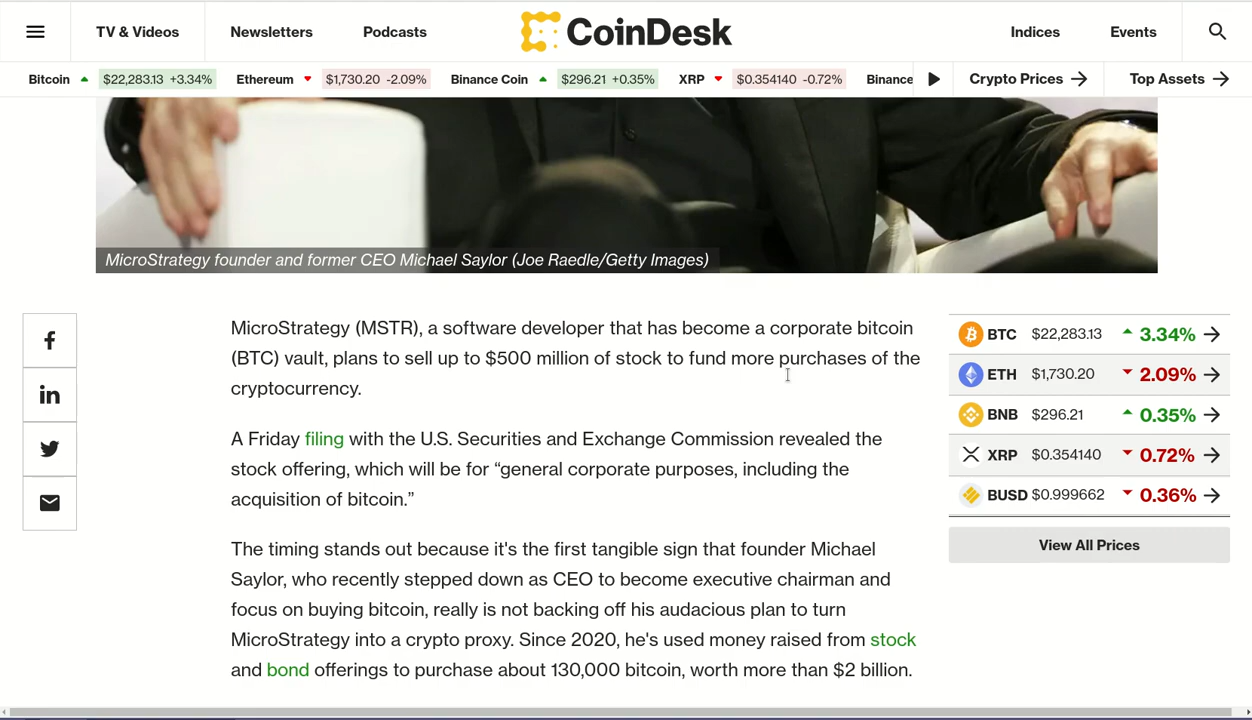 TV & Videos
Newsletters
Podcasts
CoinDesk
Indices
Events
Bitcoin $22,283.13 +3.34% Ethereum $1,730.20 -2.09% Binance Coin $296.21 +0.35% XRP $0.354140 -0.72% Binance
Crypto Prices →
Top Assets →
MicroStrategy founder and former CEO Michael Saylor (Joe Raedle/Getty Images)
MicroStrategy (MSTR), a software developer that has become a corporate bitcoin
(BTC) vault, plans to sell up to $500 million of stock to fund more purchases of the
cryptocurrency.
A Friday filing with the U.S. Securities and Exchange Commission revealed the
stock offering, which will be for “general corporate purposes, including the
acquisition of bitcoin.”
The timing stands out because it's the first tangible sign that founder Michael
Saylor, who recently stepped down as CEO to become executive chairman and
focus on buying bitcoin, really is not backing off his audacious plan to turn
MicroStrategy into a crypto proxy. Since 2020, he's used money raised from stock
and bond offerings to purchase about 130,000 bitcoin, worth more than $2 billion.
BTC $22,283.13 3.34% →
ETH $1,730.20 2.09% →
BNB $296.21 0.35% →
XRP $0.354140 0.72% →
BUSD $0.999662 0.36% →
View All Prices